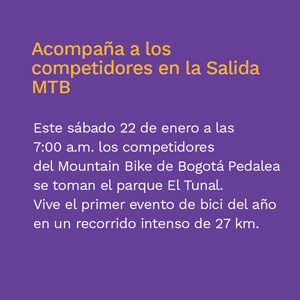 Acompaña a los
competidores en la Salida
MTB
Este sábado 22 de enero a las
7:00 a.m. los competidores
del Mountain Bike de Bogotá Pedalea
se toman el parque El Tunal.
Vive el primer evento de bici del año
en un recorrido intenso de 27 km.